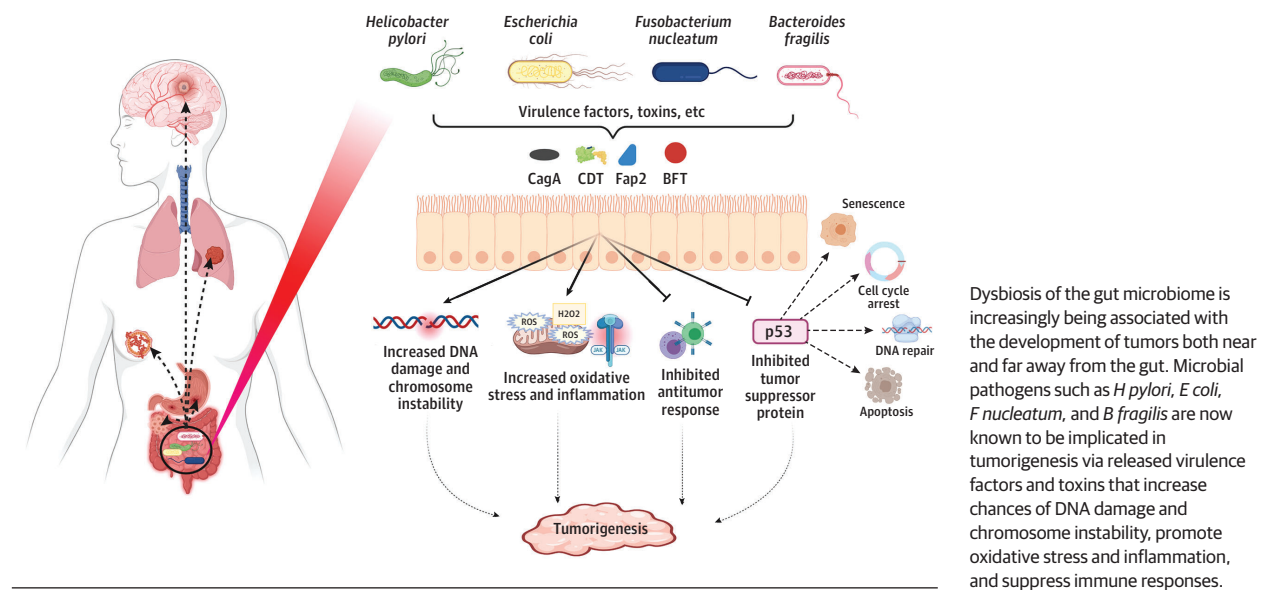 Helicobacter
pylori
Escherichia
coli
Fusobacterium
nucleatum
Bacteroides
fragilis
Virulence factors, toxins, etc
CagA
CDT
Fap2
BFT
Senescence
Cell cycle
arrest
DNA repair
Apoptosis
ROS
H2O2
ROS
JAK
JAK
p53
Increased DNA
damage and
chromosome
instability
Increased oxidative
stress and inflammation
Inhibited
antitumor
response
Inhibited
tumor
suppressor
protein
Tumorigenesis
Dysbiosis of the gut microbiome is
increasingly being associated with
the development of tumors both near
and far away from the gut. Microbial
pathogens such as H pylori, E coli,
F nucleatum, and B fragilis are now
known to be implicated in
tumorigenesis via released virulence
factors and toxins that increase
chances of DNA damage and
chromosome instability, promote
oxidative stress and inflammation,
and suppress immune responses.